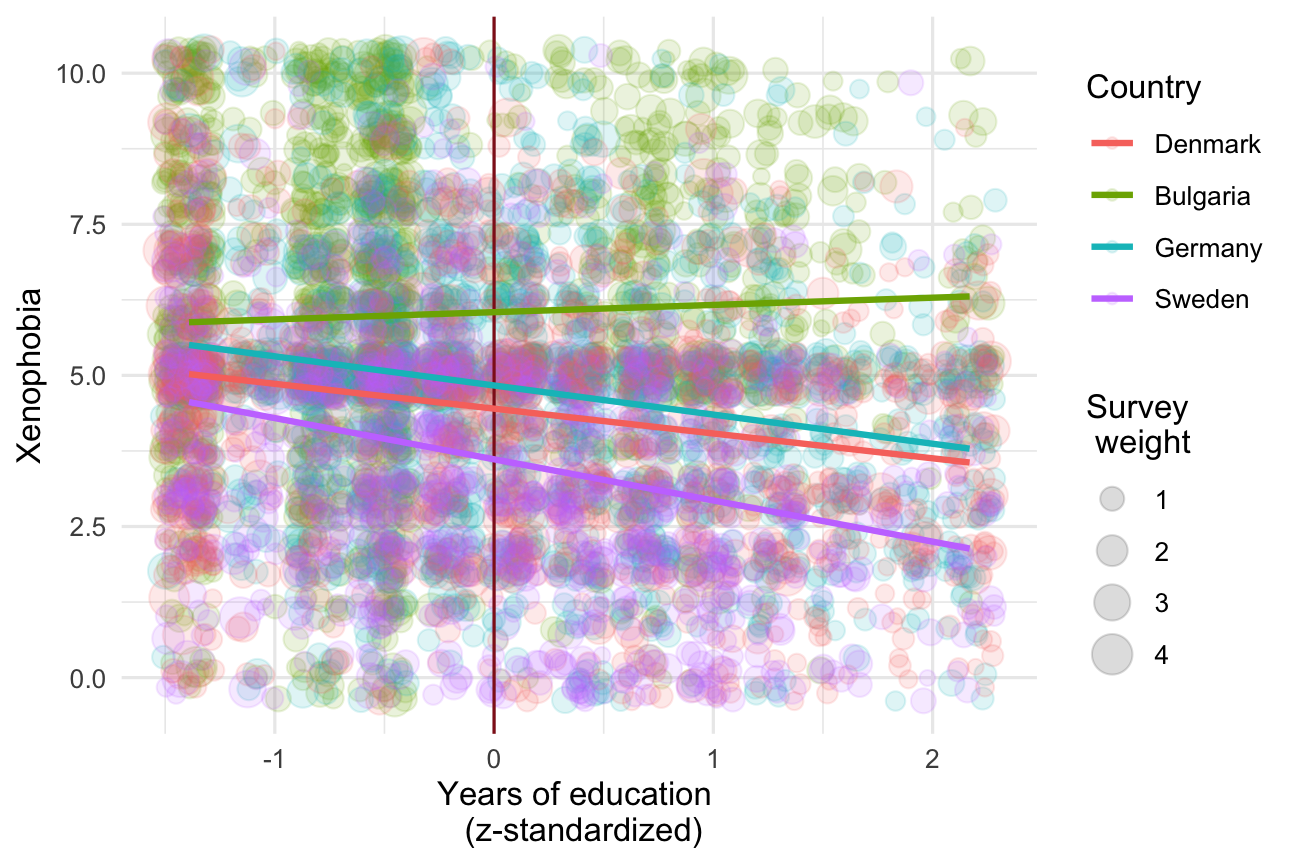 10.0
7.5
5.0
2.5
0.0
Xenophobia
-1
0
1
2
Years of education
(z-standardized)
Country
Denmark
Bulgaria
Germany
Sweden
Survey
weight
1
2
3
4